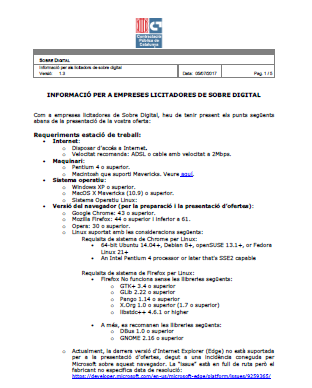 Contractació
Pública de
Catalunya
SOBRE DIGITAL
Informació per als licitadors de sobre digital
Versió: 1.3 Data: 05/07/2017 Pag. 1 / 5
INFORMACIÓ PER A EMPRESES LICITADORES DE SOBRE DIGITAL
Com a empreses licitadores de Sobre Digital, heu de tenir present els punts següents
abans de la presentació de la vostra oferta:
Requeriments estació de treball:
• Internet:
o Disposar d'accés a Internet.
o Velocitat recomanda: ADSL o cable amb velocitat a 2Mbps.
• Maquinari:
o Pentium 4 o superior.
o Macintosh que suporti Mavericks. Veure aquí.
• Sistema operatiu:
o Windows XP o superior.
o MacOS X Mavericks (10.9) o superior.
o Sistema Operatiu Linux:
• Versió del navegador (per la preparació i la presentació d'ofertes):
o Google Chrome: 43 o superior.
o Mozilla Firefox: 44 o superior i inferior a 61.
o Opera: 30 o superior.
o Linux suportat amb les consideracions següents:
Requisits de sistema de Chrome per Linux:
• 64-bit Ubuntu 14.04+, Debian 8+, openSUSE 13.1+, or Fedora
Linux 21+
• An Intel Pentium 4 processor or later that's SSE2 capable
Requisits de sistema de Firefox per Linux:
• Firefox No funciona sense les llibreries següents:
o GTK+ 3.4 o superior
o GLib 2.22 o superior
o Pango 1.14 o superior
o X.Org 1.0 o superior (1.7 o superior)
o libstdc++ 4.6.1 or higher
• A més, es recomanen les llibreries següents:
o DBus 1.0 o superior
o GNOME 2.16 o superior
o Actualment, la darrera versió d'Internet Explorer (Edge) no està suportada
per a la presentació d'ofertes, degut a una incidència coneguda per
Microsoft sobre aquest navegador. La "issue" està en full de ruta però el
fabricant no especifica data de resolució:
https://developer.microsoft.com/en-us/microsoft-edge/platform/issues/9259365/